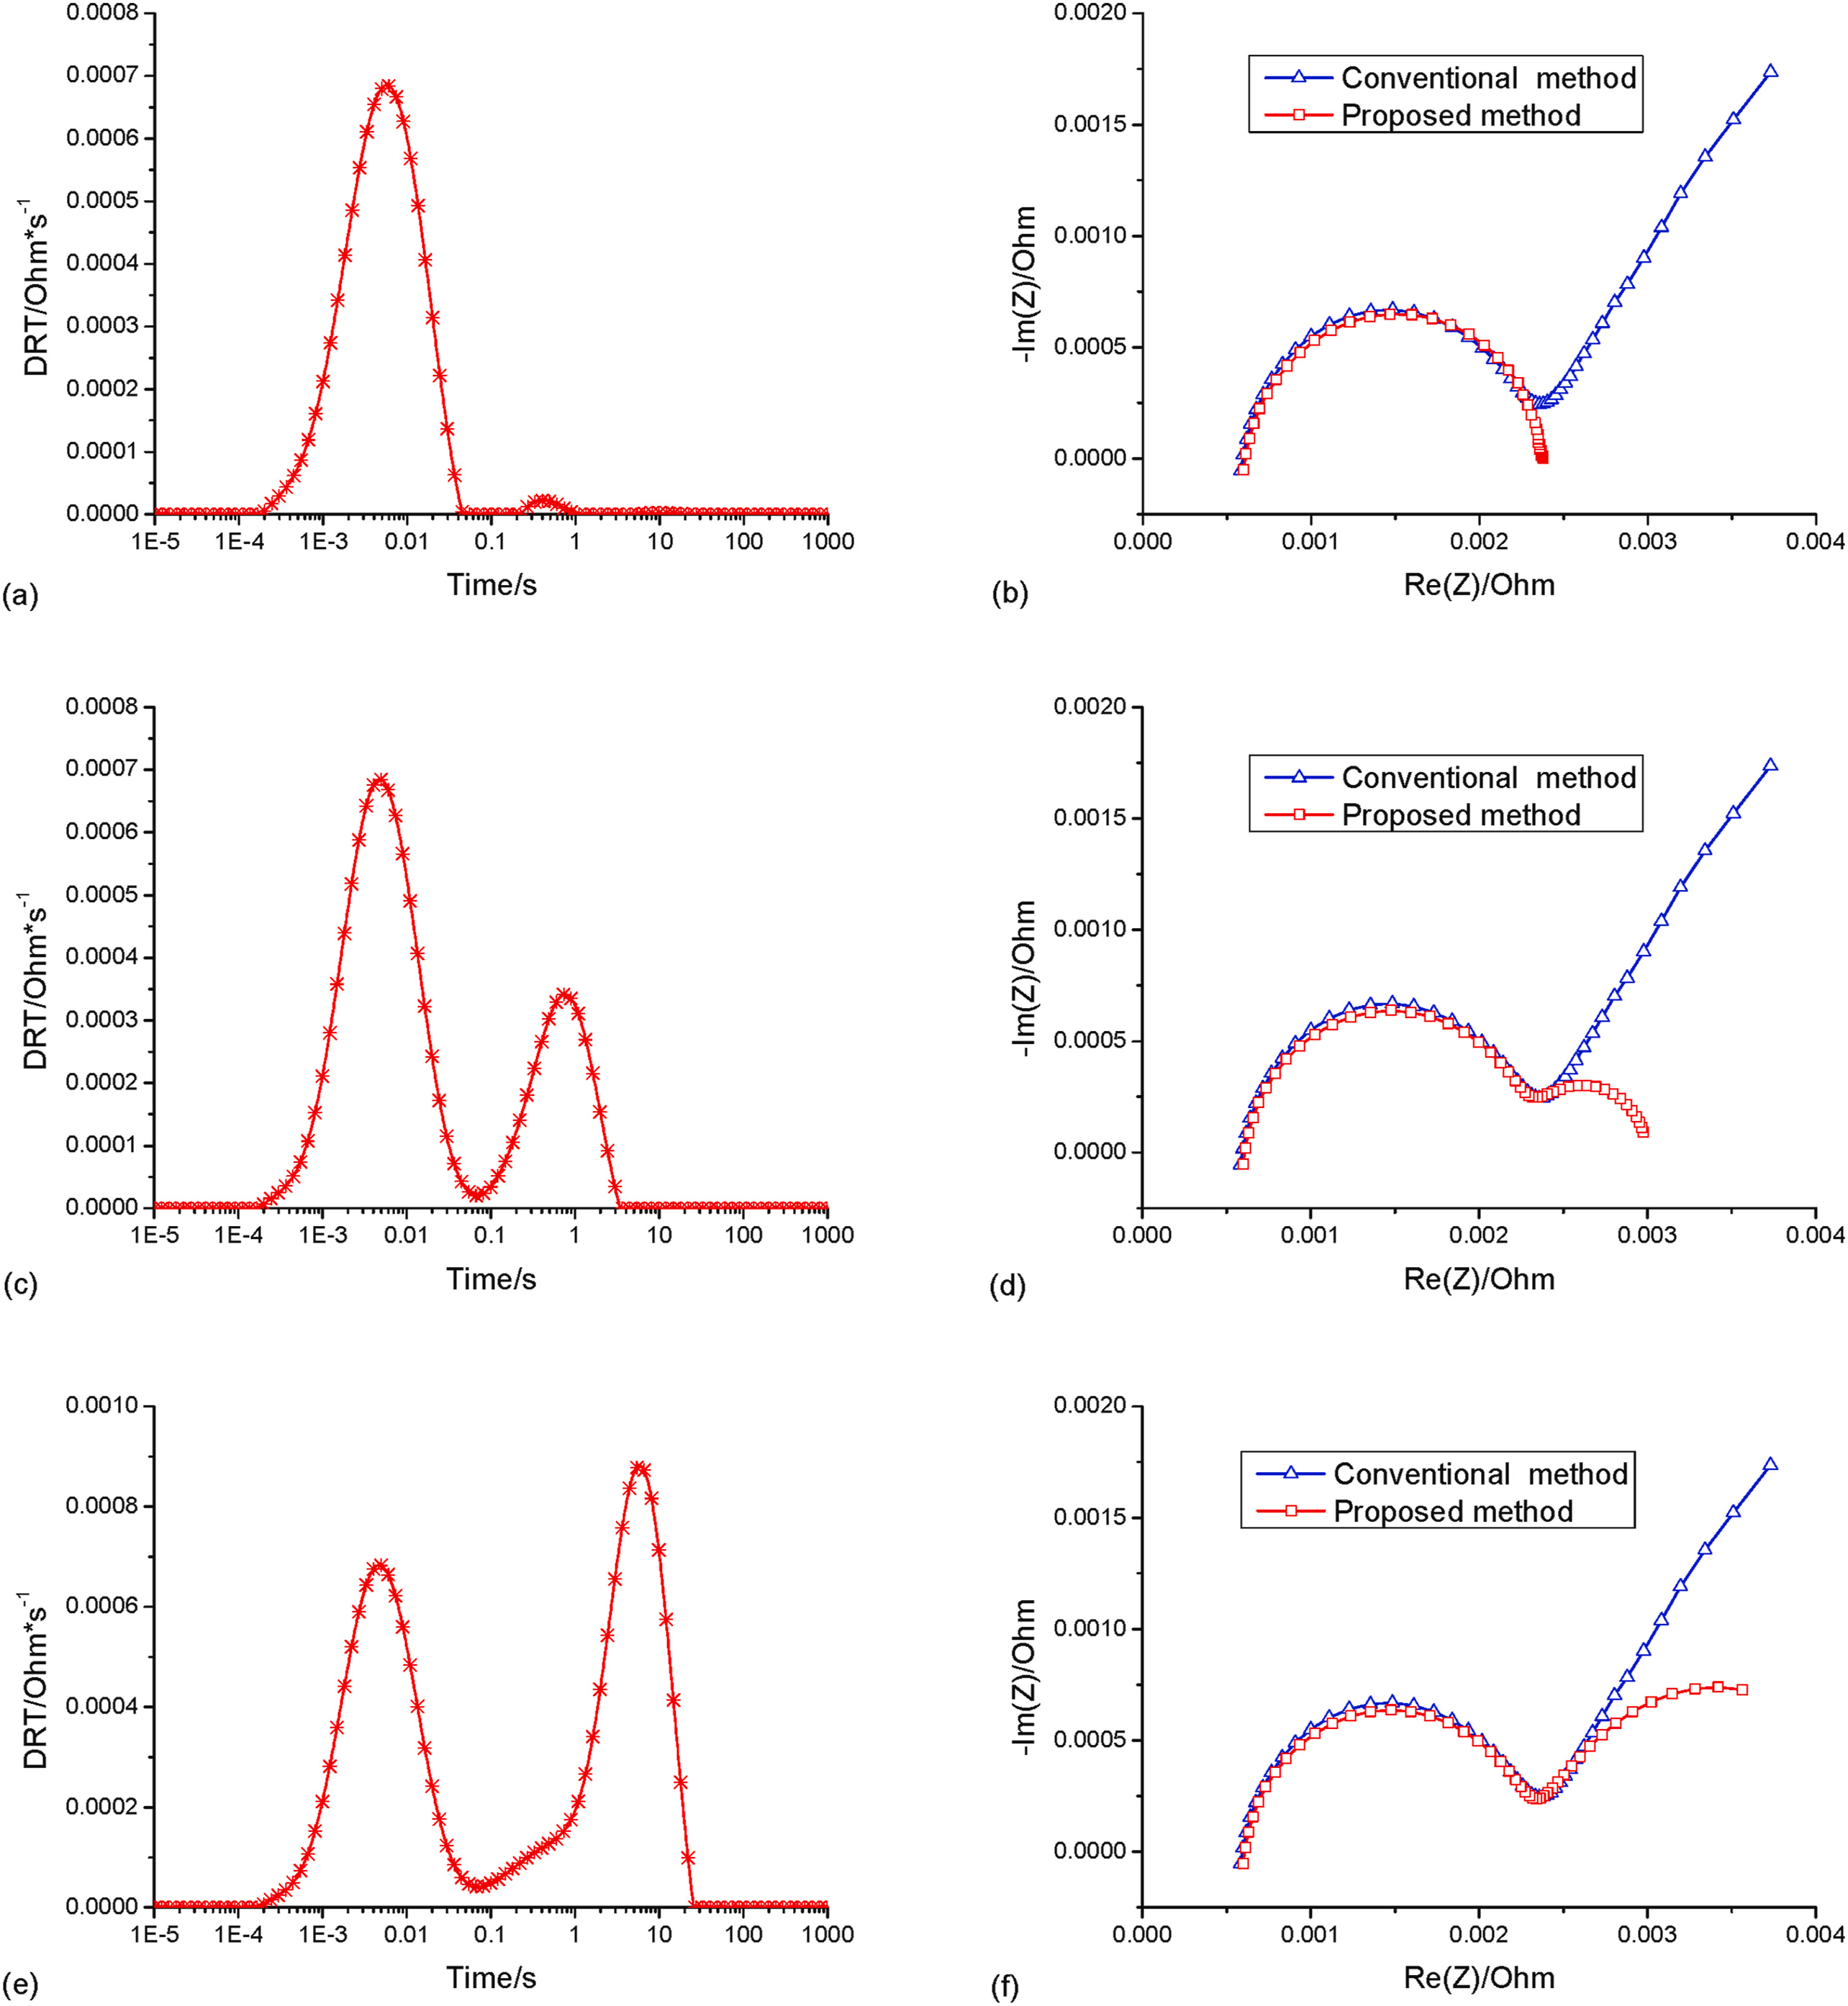 0.0008
0.0007
0.0006
0.0005
0.0004
0.0003
0.0002
0.0001
0.0000
DRT/Ohm*s-1
1E-5 1E-4 1E-3 0.01 0.1 1 10 100 1000
Time/s
(a)
0.0020
0.0015
0.0010
0.0005
0.0000
-Im(Z)/Ohm
Conventional method
Proposed method
0.000 0.001 0.002 0.003 0.004
Re(Z)/Ohm
(b)
0.0008
0.0007
0.0006
0.0005
0.0004
0.0003
0.0002
0.0001
0.0000
DRT/Ohm*s-1
1E-5 1E-4 1E-3 0.01 0.1 1 10 100 1000
Time/s
(c)
0.0020
0.0015
0.0010
0.0005
0.0000
-Im(Z)/Ohm
Conventional method
Proposed method
0.000 0.001 0.002 0.003 0.004
Re(Z)/Ohm
(d)
0.0010
0.0008
0.0006
0.0004
0.0002
0.0000
DRT/Ohm*s-1
1E-5 1E-4 1E-3 0.01 0.1 1 10 100 1000
Time/s
(e)
0.0020
0.0015
0.0010
0.0005
0.0000
-Im(Z)/Ohm
Conventional method
Proposed method
0.000 0.001 0.002 0.003 0.004
Re(Z)/Ohm
(f)